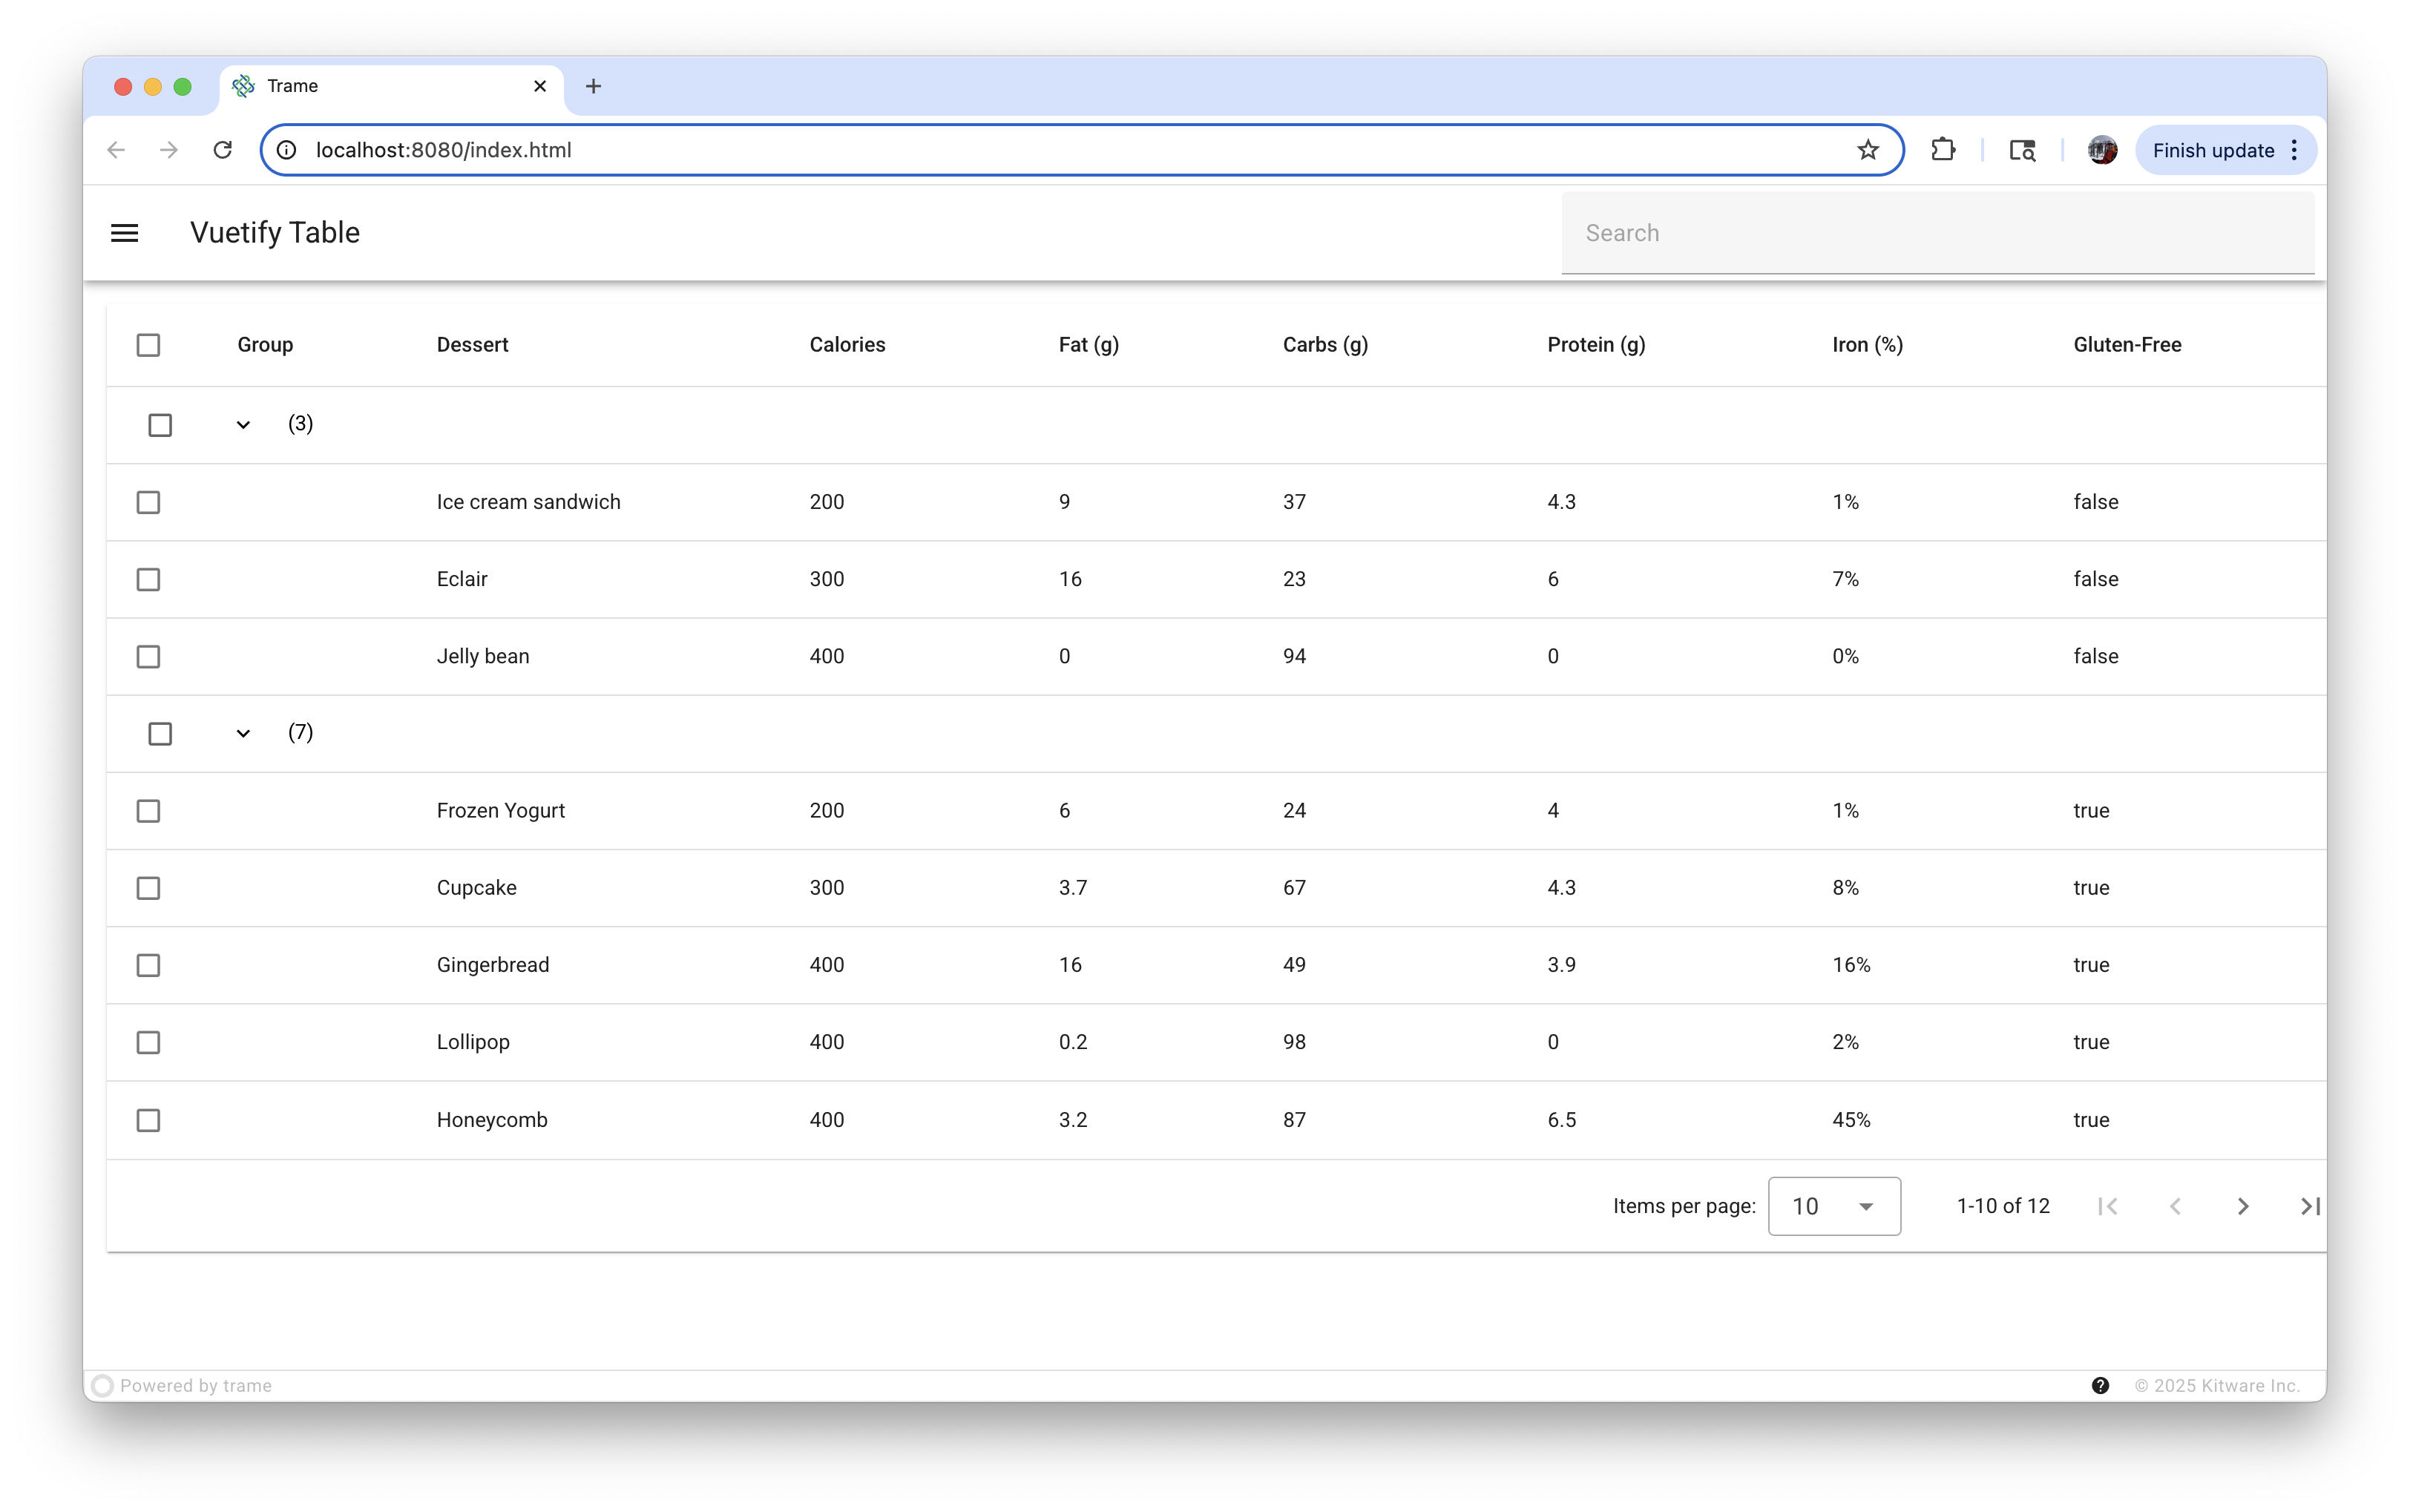 Trame
localhost:8080/index.html
Finish update
Vuetify Table
Search
Group Dessert Calories Fat (g) Carbs (g) Protein (g) Iron (%) Gluten-Free
(3)
Ice cream sandwich 200 9 37 4.3 1% false
Eclair 300 16 23 6 7% false
Jelly bean 400 0 94 0 0% false
(7)
Frozen Yogurt 200 6 24 4 1% true
Cupcake 300 3.7 67 4.3 8% true
Gingerbread 400 16 49 3.9 16% true
Lollipop 400 0.2 98 0 2% true
Honeycomb 400 3.2 87 6.5 45% true
Items per page: 10 1-10 of 12
Powered by trame © 2025 Kitware Inc.